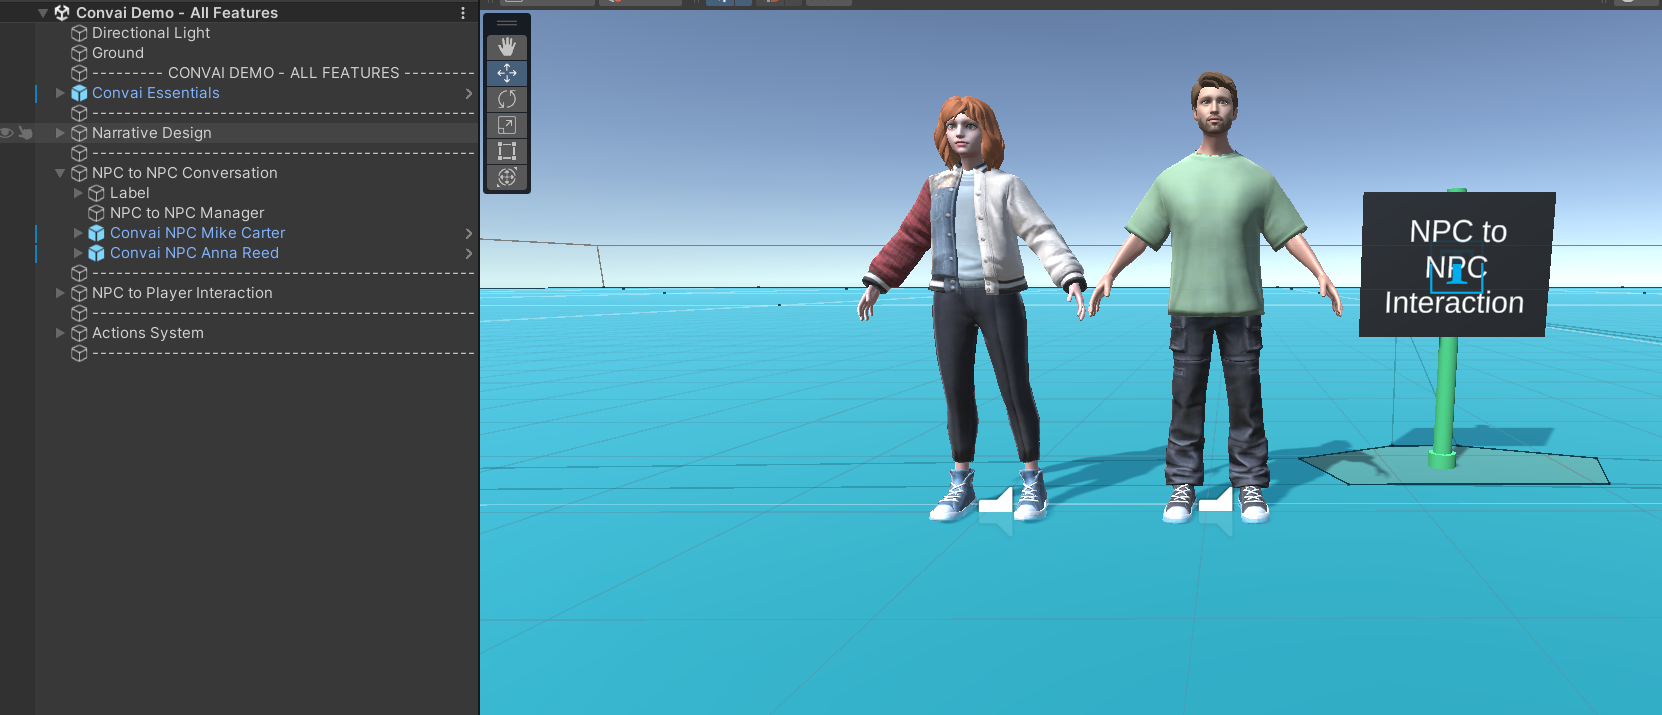 Convai Demo - All Features
Directional Light
Ground
--------- CONVAI DEMO - ALL FEATURES ---------
Convai Essentials
Narrative Design
NPC to NPC Conversation
Label
NPC to NPC Manager
Convai NPC Mike Carter
Convai NPC Anna Reed
NPC to Player Interaction
Actions System
NPC to
NPC
Interaction